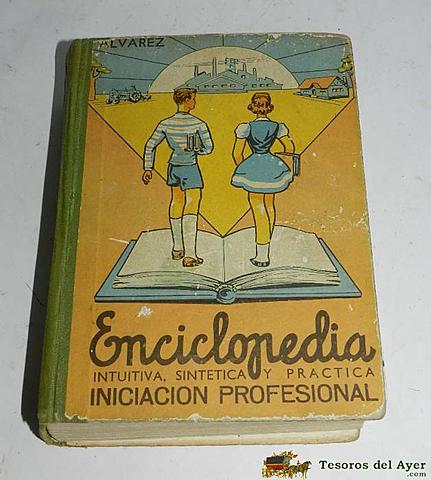 ALVAREZ
Enciclopedia
INTUITIVA, SINTETICA Y PRACTICA
INICIACION PROFESIONAL
Tesoros del Ayer
.com